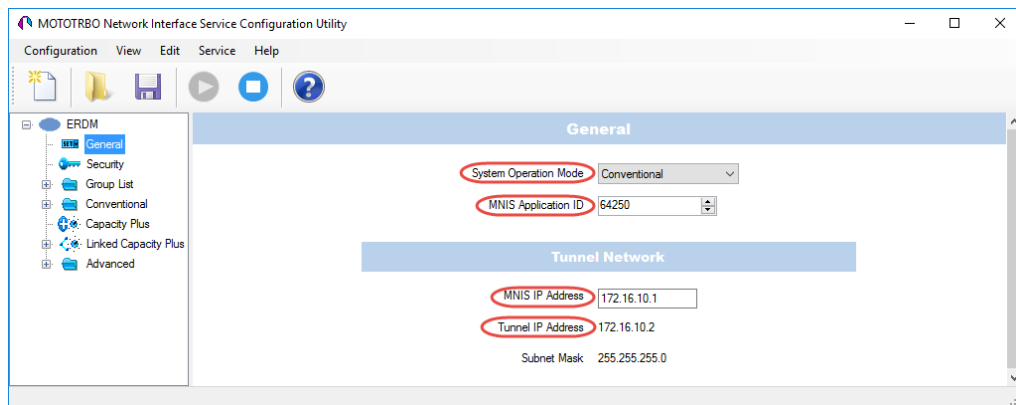 MOTOTRBO Network Interface Service Configuration Utility
Configuration View Edit Service Help
ERDM
General
Security
Group List
Conventional
Capacity Plus
Linked Capacity Plus
Advanced
General
System Operation Mode Conventional
MNIS Application ID 64250
Tunnel Network
MNIS IP Address 172.16.10.1
Tunnel IP Address 172.16.10.2
Subnet Mask 255.255.255.0